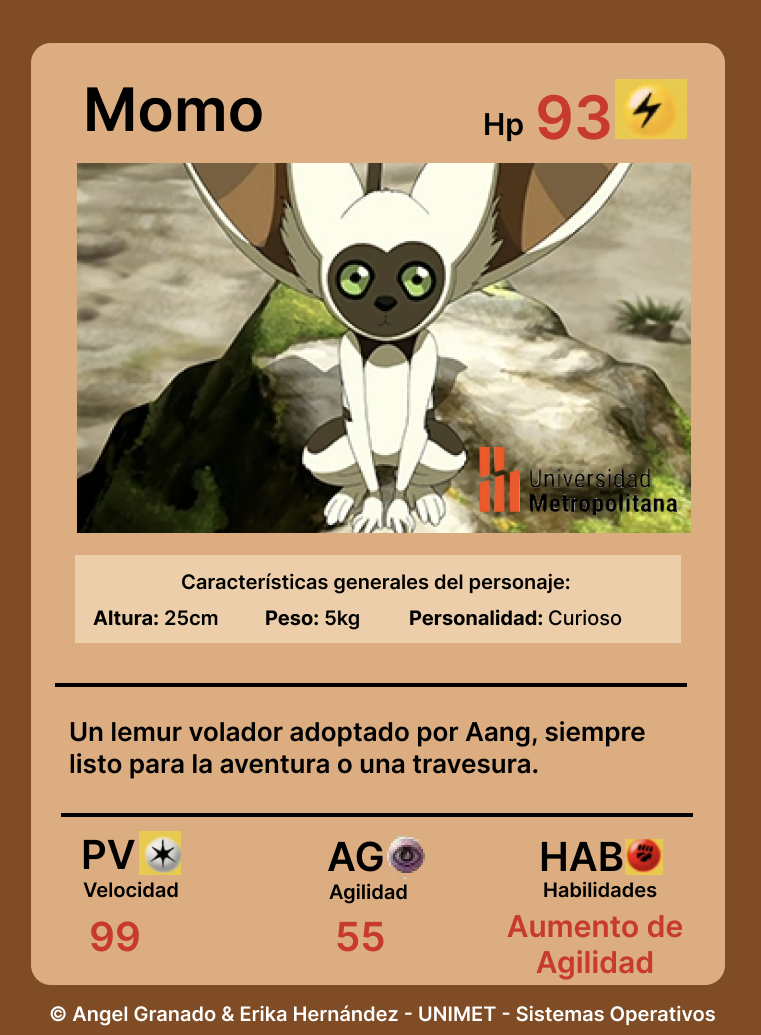 Momo
Hp 93
Universidad
Metropolitana
Características generales del personaje:
Altura: 25cm Peso: 5kg Personalidad: Curioso
Un lemur volador adoptado por Aang, siempre
listo para la aventura o una travesura.
PV AG HAB
Velocidad Agilidad Habilidades
99 55 Aumento de
Agilidad
© Angel Granado & Erika Hernández - UNIMET - Sistemas Operativos